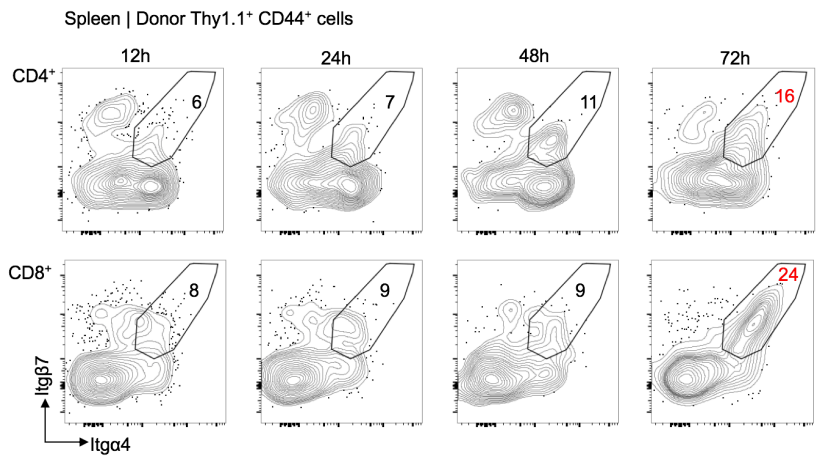 Spleen | Donor Thy1.1⁺ CD44⁺ cells
12h 24h 48h 72h
CD4⁺ 6 7 11 16
CD8⁺ 8 9 9 24
Itgβ7
Itgα4